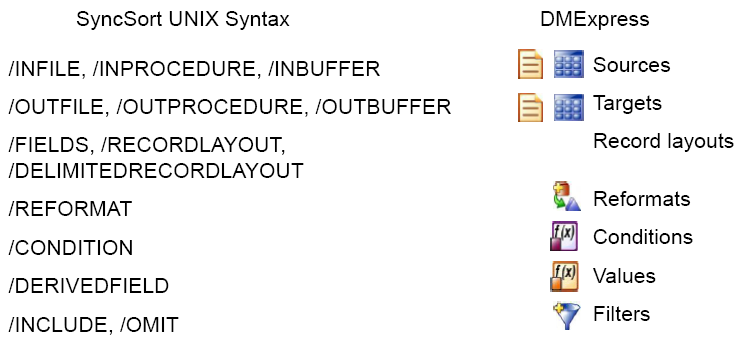 SyncSort UNIX Syntax DMExpress
/INFILE, /INPROCEDURE, /INBUFFER Sources
/OUTFILE, /OUTPROCEDURE, /OUTBUFFER Targets
/FIELDS, /RECORDLAYOUT, Record layouts
/DELIMITEDRECORDLAYOUT
/REFORMAT Reformats
/CONDITION f(x) Conditions
/DERIVEDFIELD f(x) Values
/INCLUDE, /OMIT Filters